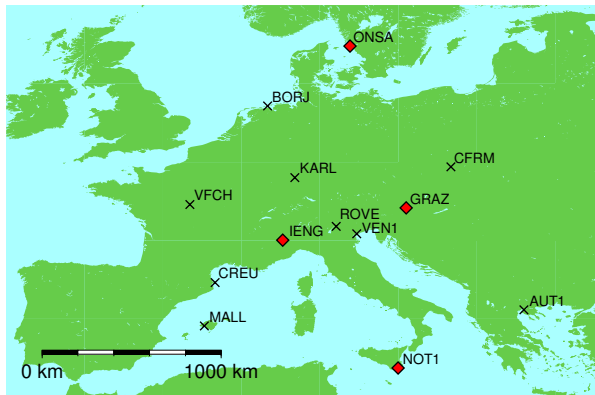 ONSA
BORJ
CFRM
KARL
VFCH
GRAZ
ROVE
IENG
VEN1
CREU
AUT1
MALL
NOT1
0 km
1000 km